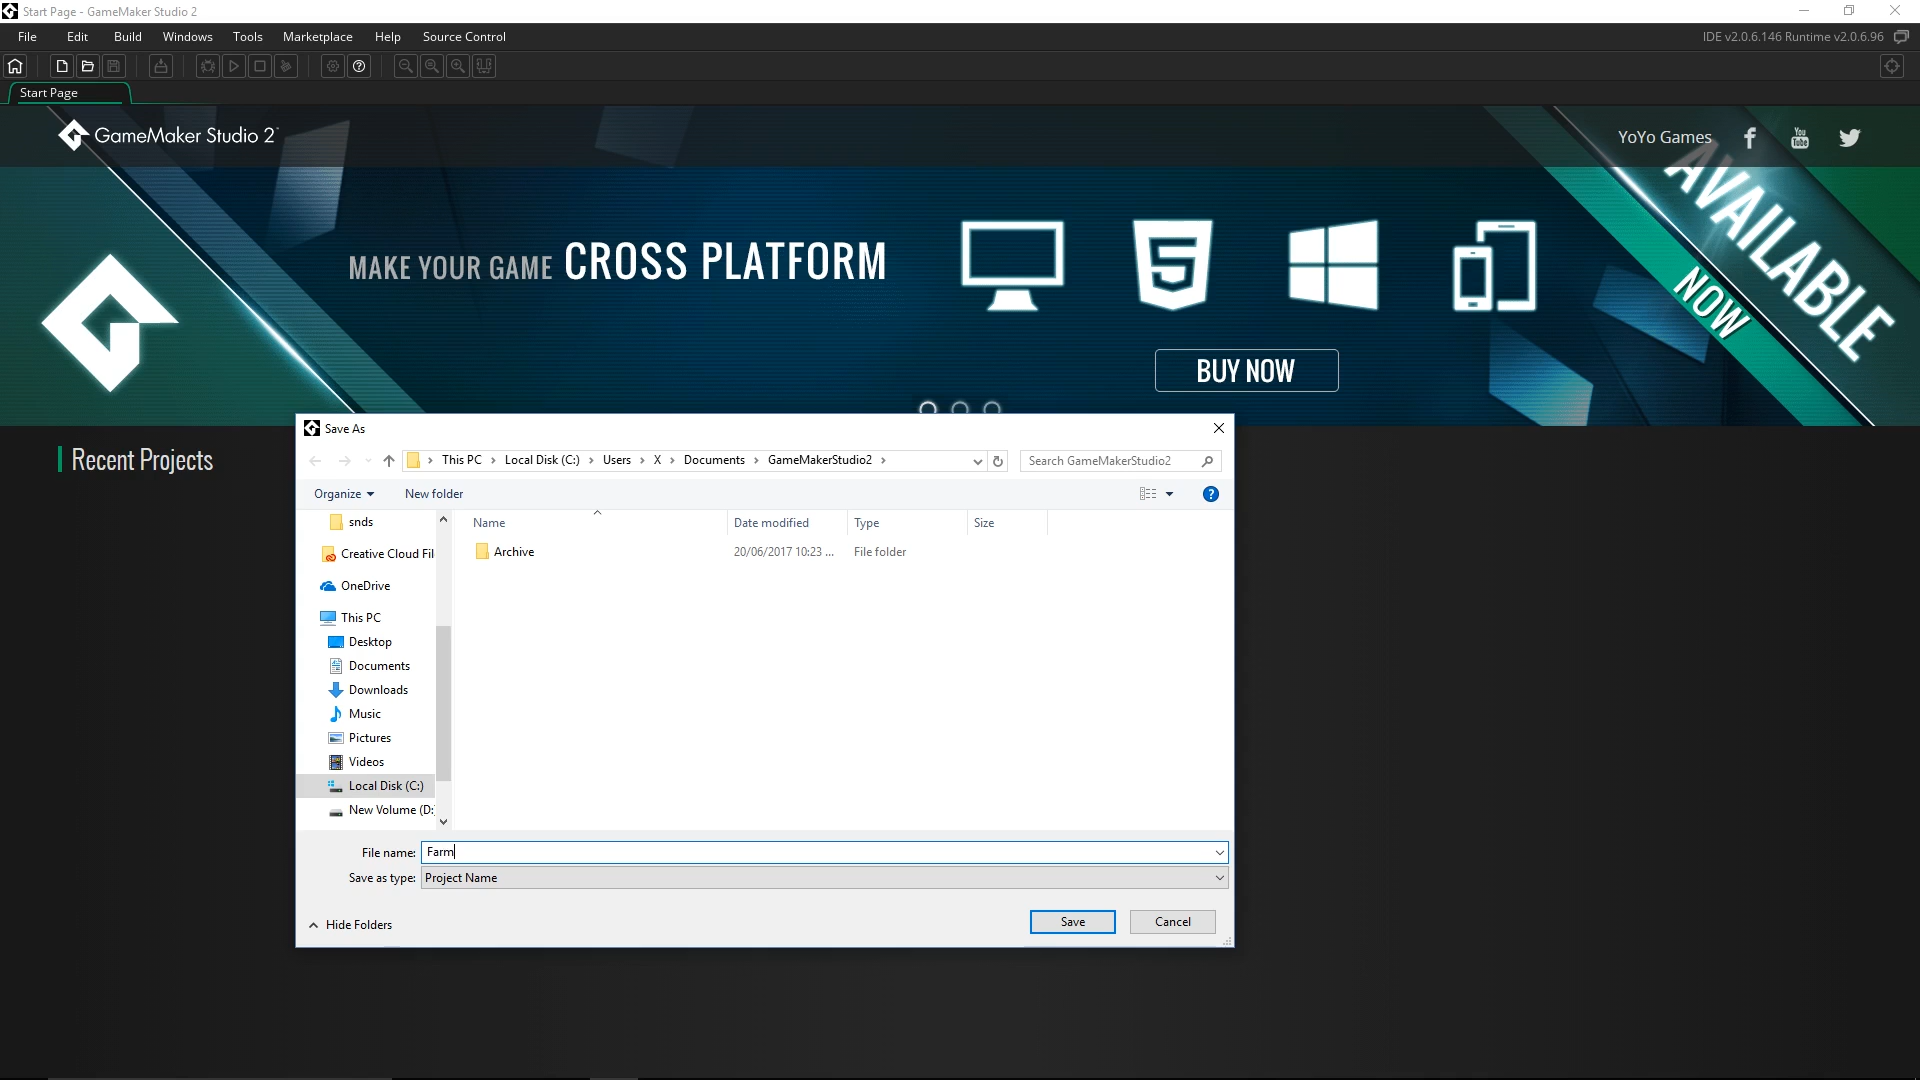 Start Page - GameMaker Studio 2
File Edit Build Windows Tools Marketplace Help Source Control
IDE v2.0.6.146 Runtime v2.0.6.96
Start Page
GameMaker Studio 2
YoYo Games
You Tube
MAKE YOUR GAME CROSS PLATFORM
AVAILABLE
NOW
BUY NOW
Recent Projects
Save As
This PC Local Disk (C:) Users X Documents GameMakerStudio2
Search GameMakerStudio2
Organize New folder
Name Date modified Type Size
Archive 20/06/2017 10:23 ... File folder
snds
Creative Cloud Fil
OneDrive
This PC
Desktop
Documents
Downloads
Music
Pictures
Videos
Local Disk (C:)
New Volume (D:
File name: Farm
Save as type: Project Name
Hide Folders
Save Cancel